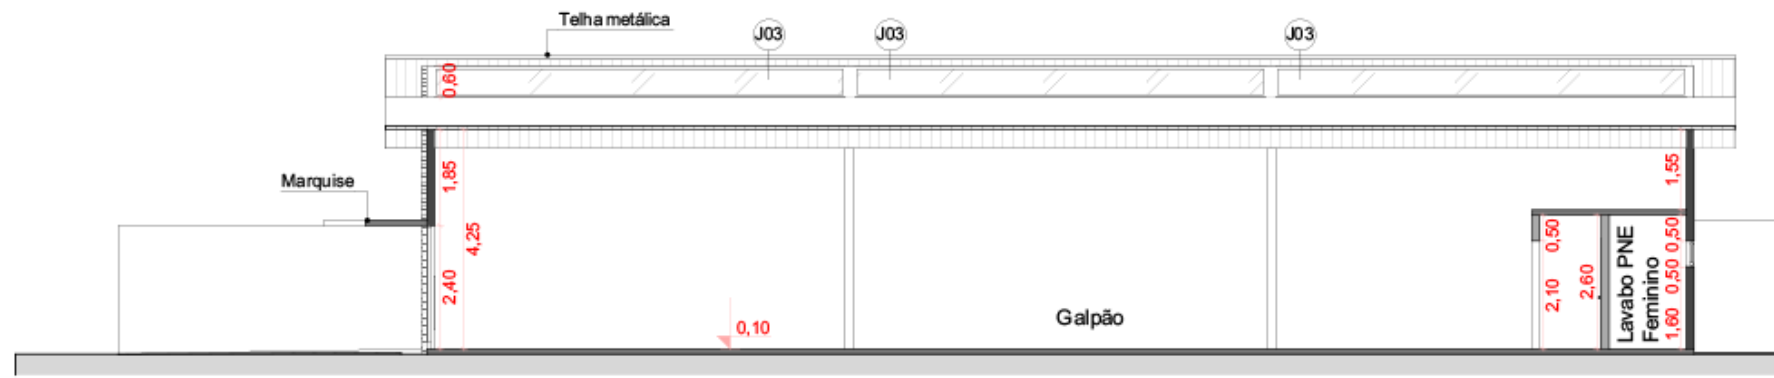 Telha metálica
J03
J03
J03
0,60
1,85
1,55
Marquise
4,25
2,40
0,50
2,10
2,60
Lavabo PNE
Feminino
0,50
0,50
1,60
Galpão
0,10